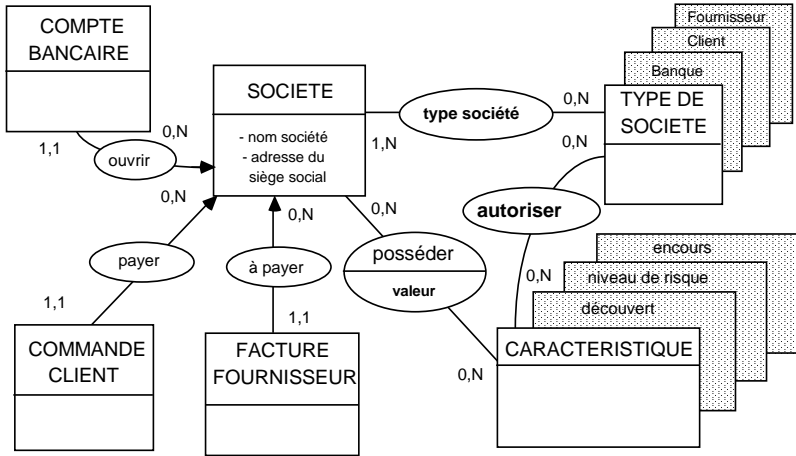 COMPTE
BANCAIRE
Fournisseur
Client
Banque
TYPE DE
SOCIETE
SOCIETE
- nom société
- adresse du
siège social
type société
0,N
1,N
0,N
1,1
0,N
ouvrir
0,N
0,N
0,N
autoriser
payer
à payer
posséder
valeur
encours
niveau de risque
découvert
0,N
1,1
1,1
COMMANDE
CLIENT
FACTURE
FOURNISSEUR
CARACTERISTIQUE
0,N